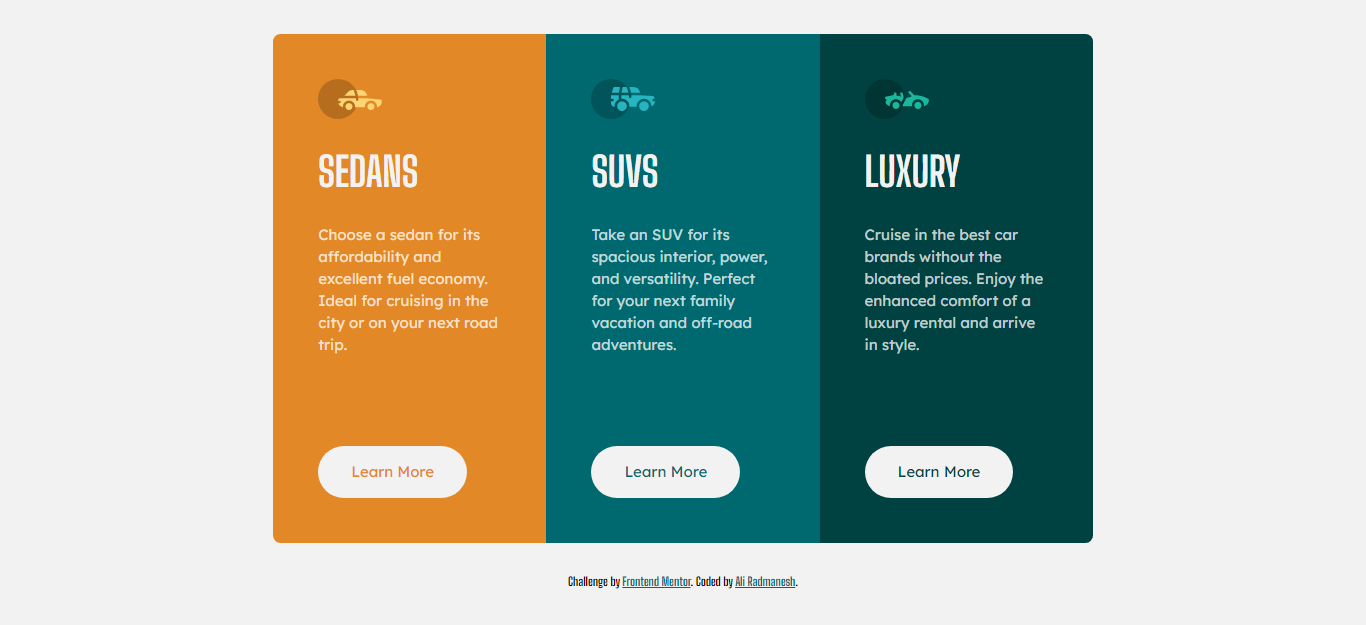 SEDANS
Choose a sedan for its
affordability and
excellent fuel economy.
Ideal for cruising in the
city or on your next road
trip.
Learn More
SUVS
Take an SUV for its
spacious interior, power,
and versatility. Perfect
for your next family
vacation and off-road
adventures.
Learn More
LUXURY
Cruise in the best car
brands without the
bloated prices. Enjoy the
enhanced comfort of a
luxury rental and arrive
in style.
Learn More
Challenge by Frontend Mentor. Coded by Ali Radmanesh.